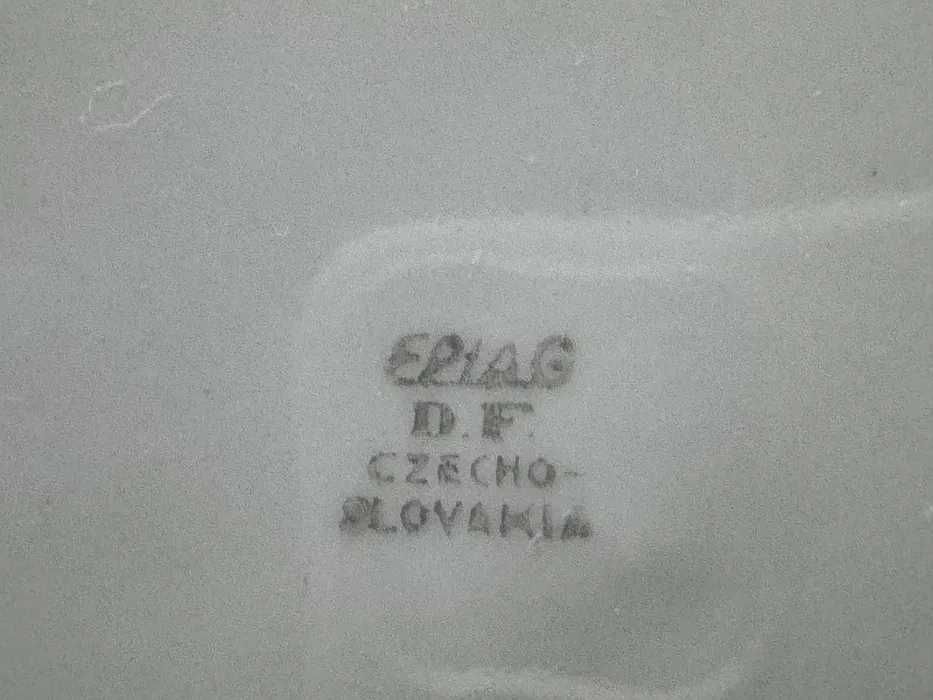 EPIAG
D.F.
CZECHO-
SLOVAKIA